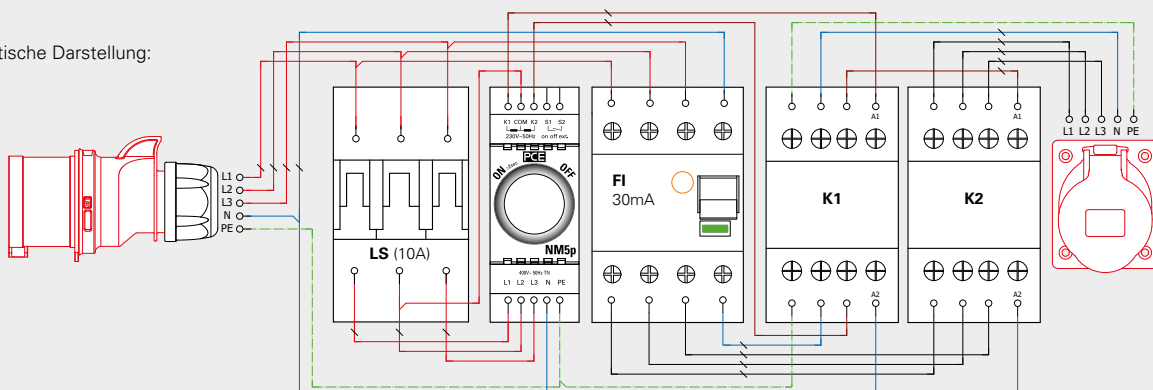 tische Darstellung:
L1
L2
L3
N
PE
LS (10A)
K1 COM K2 S1 S2
230V~50Hz on off ext.
PCE
ON >2sec OFF
NM5p
400V~ 50Hz TN
L1 L2 L3 N PE
FI
30mA
A1
K1
A2
A1
K2
A2
L1 L2 L3 N PE